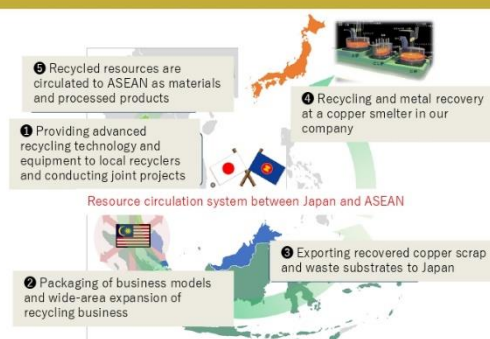 ❺ Recycled resources are
circulated to ASEAN as materials
and processed products
❹ Recycling and metal recovery
at a copper smelter in our
company
❶ Providing advanced
recycling technology and
equipment to local recyclers
and conducting joint projects
Resource circulation system between Japan and ASEAN
❸ Exporting recovered copper scrap
and waste substrates to Japan
❷ Packaging of business models
and wide-area expansion of
recycling business